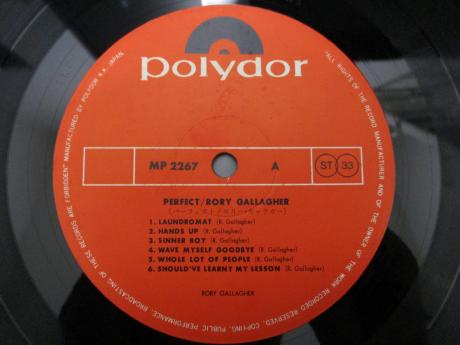 polydor
MP 2267 A ST 33
PERFECT/RORY GALLAGHER
(パーフェクト/ロリー・ギャラガー)
1. LAUNDROMAT (R. Gallagher)
2. HANDS UP (R. Gallagher)
3. SINNER BOY (R. Gallagher)
4. WAVE MYSELF GOODBYE (R. Gallagher)
5. WHOLE LOT OF PEOPLE (R. Gallagher)
6. SHOULD'VE LEARNT MY LESSON (R. Gallagher)
RORY GALLAGHER
"ALL RIGHTS OF THE RECORD MANUFACTURER AND OF THE OWNER OF THE WORK RECORDED RESERVED, COPYING, PUBLIC PERFORMANCE, BROADCASTING OF THESE RECORDS ARE FORBIDDEN" MANUFACTURED BY POLYDOR K.K. JAPAN.